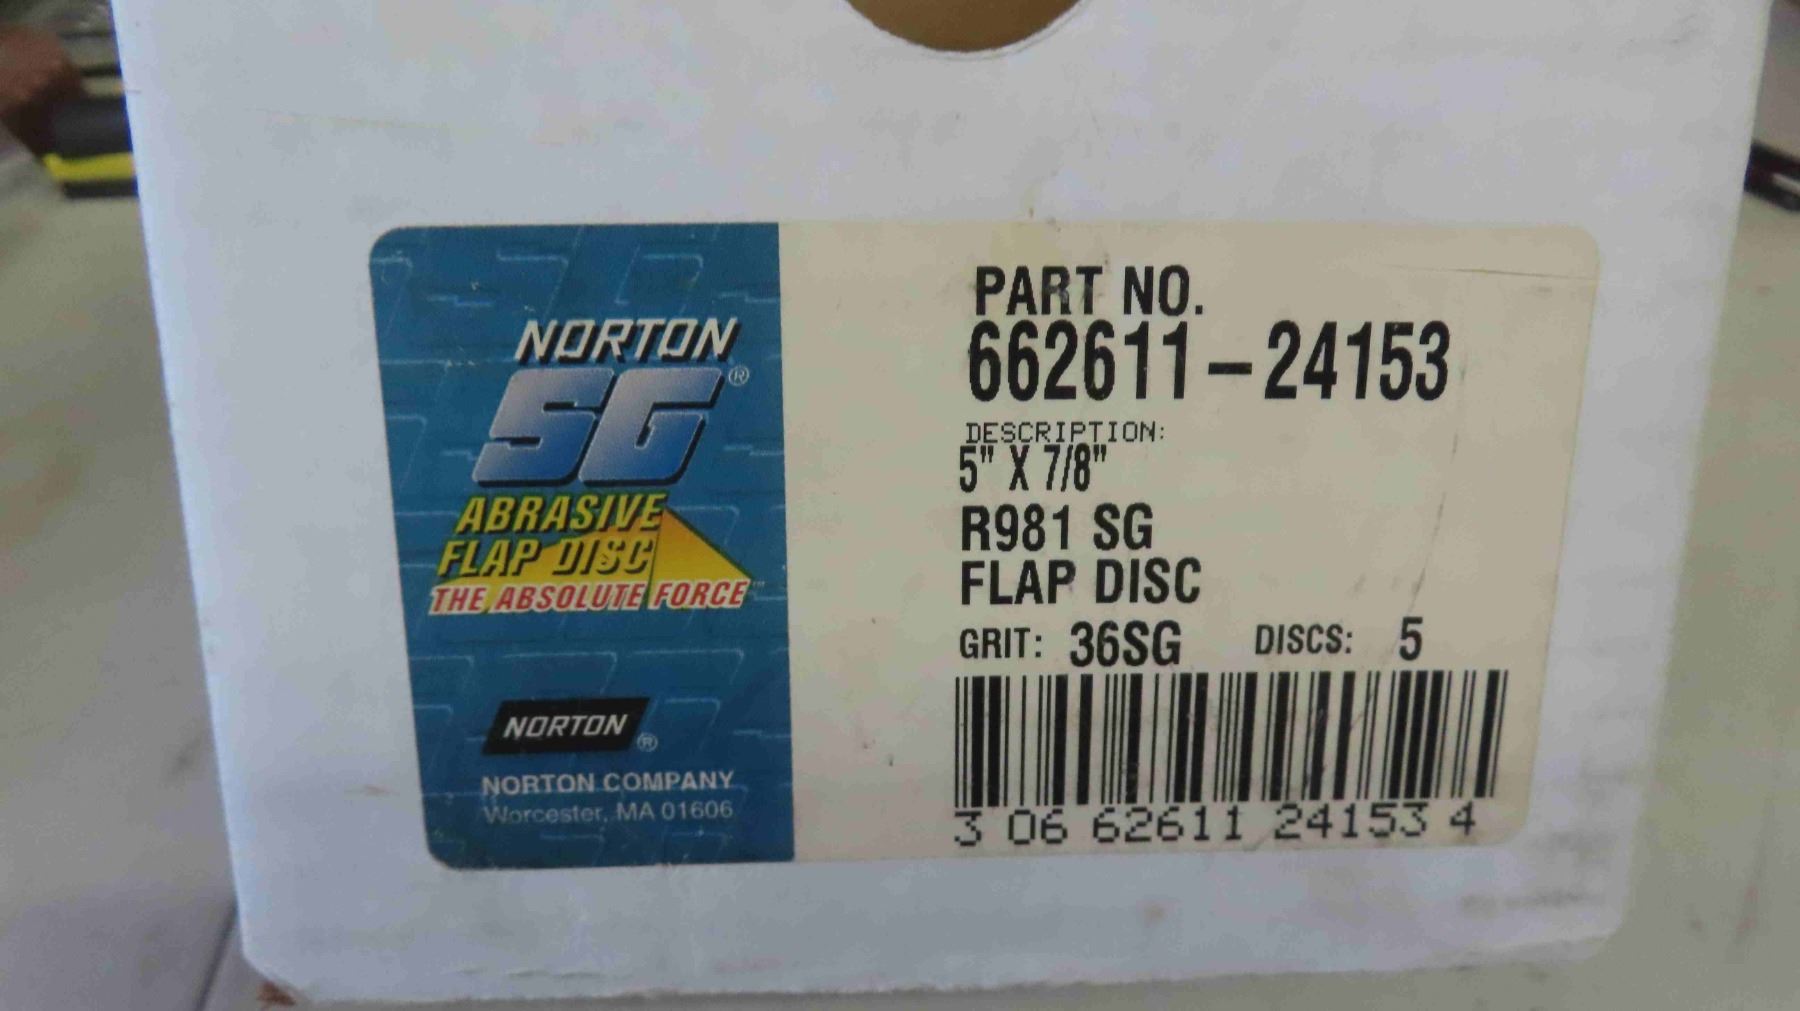 NORTON
SG®
ABRASIVE
FLAP DISC
THE ABSOLUTE FORCE™
NORTON®
NORTON COMPANY
Worcester, MA 01606
PART NO.
662611-24153
DESCRIPTION:
5" X 7/8"
R981 SG
FLAP DISC
GRIT: 36SG DISCS: 5
3 06 62611 24153 4